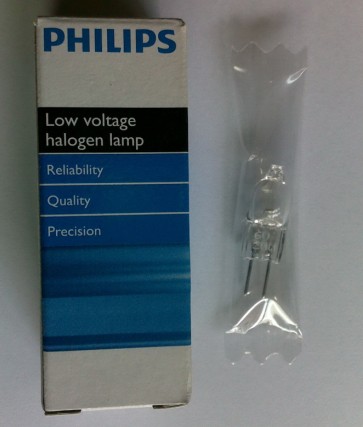 PHILIPS
Low voltage
halogen lamp
Reliability
Quality
Precision